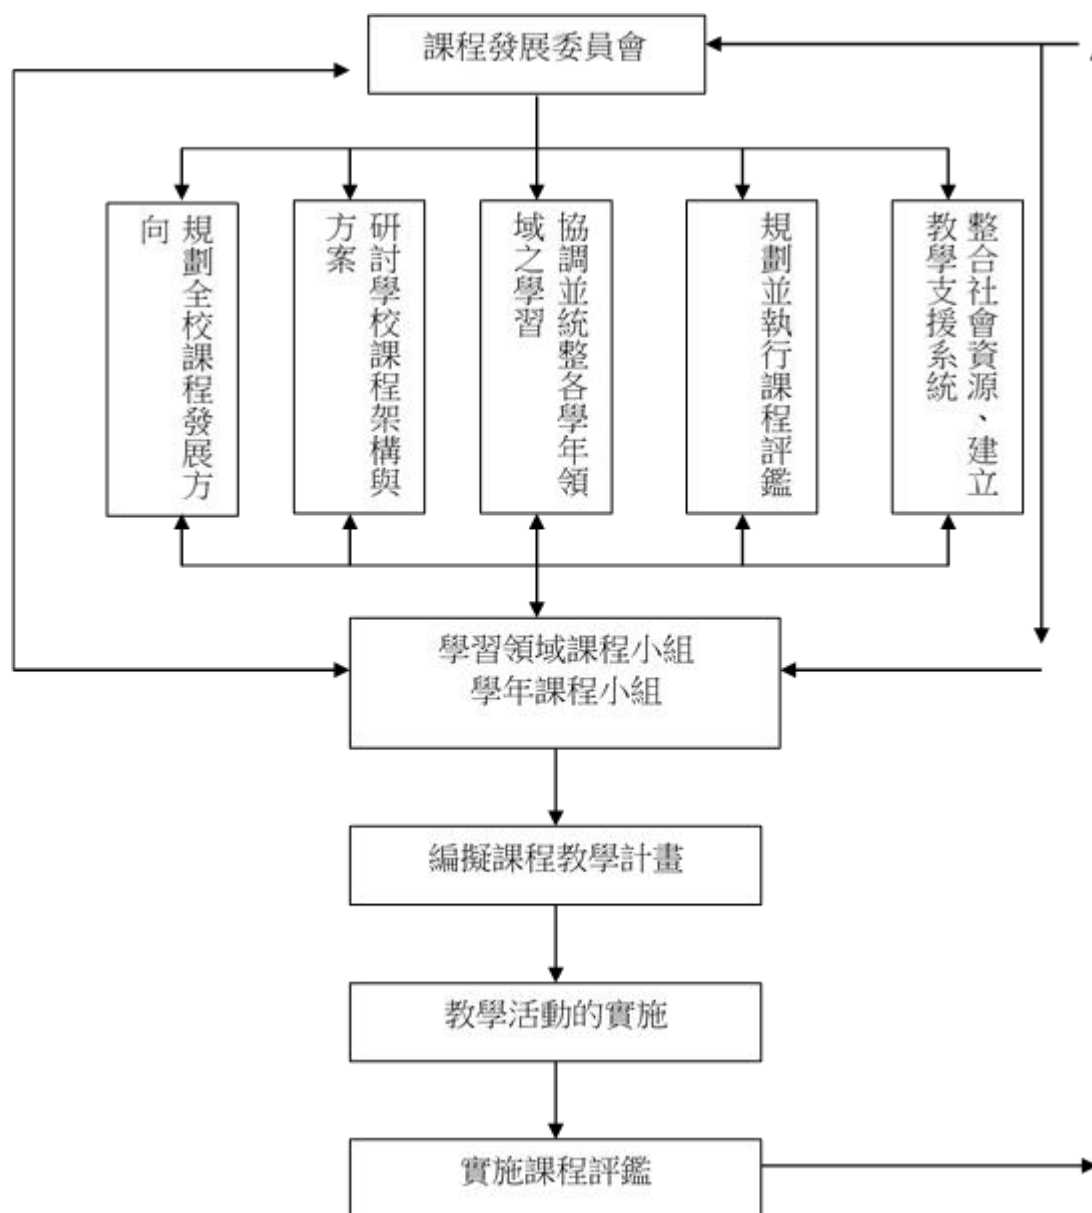 課程發展委員會
規劃全校課程發展方
向
研討學校課程架構與
方案
協調並統整各學年領
域之學習
規劃並執行課程評鑑
整合社會資源、建立
教學支援系統
學習領域課程小組
學年課程小組
編擬課程教學計畫
教學活動的實施
實施課程評鑑